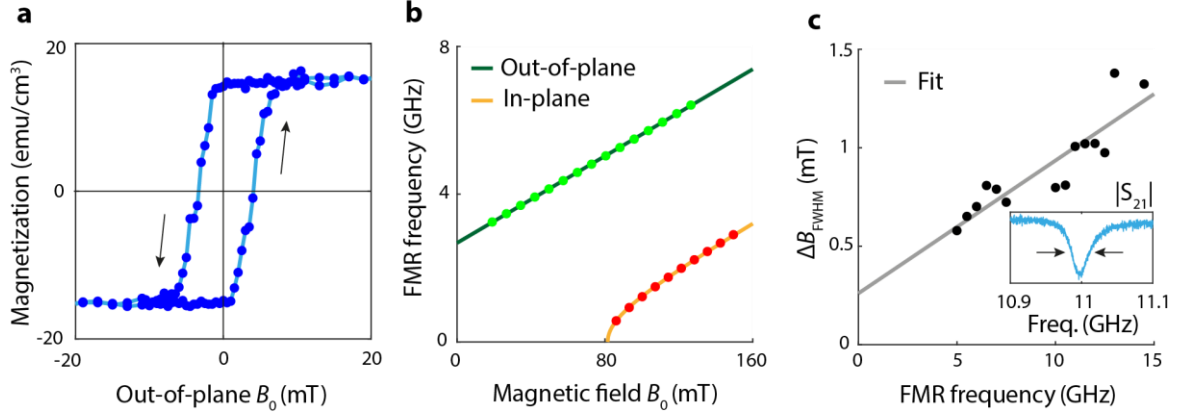 a
20
0
-20
Magnetization (emu/cm³)
-20
0
20
Out-of-plane B₀ (mT)
b
8
4
0
FMR frequency (GHz)
Out-of-plane
In-plane
0
80
160
Magnetic field B₀ (mT)
c
1.5
1
0.5
0
ΔB_FWHM (mT)
Fit
|S₂₁|
10.9
11
11.1
Freq. (GHz)
0
5
10
15
FMR frequency (GHz)